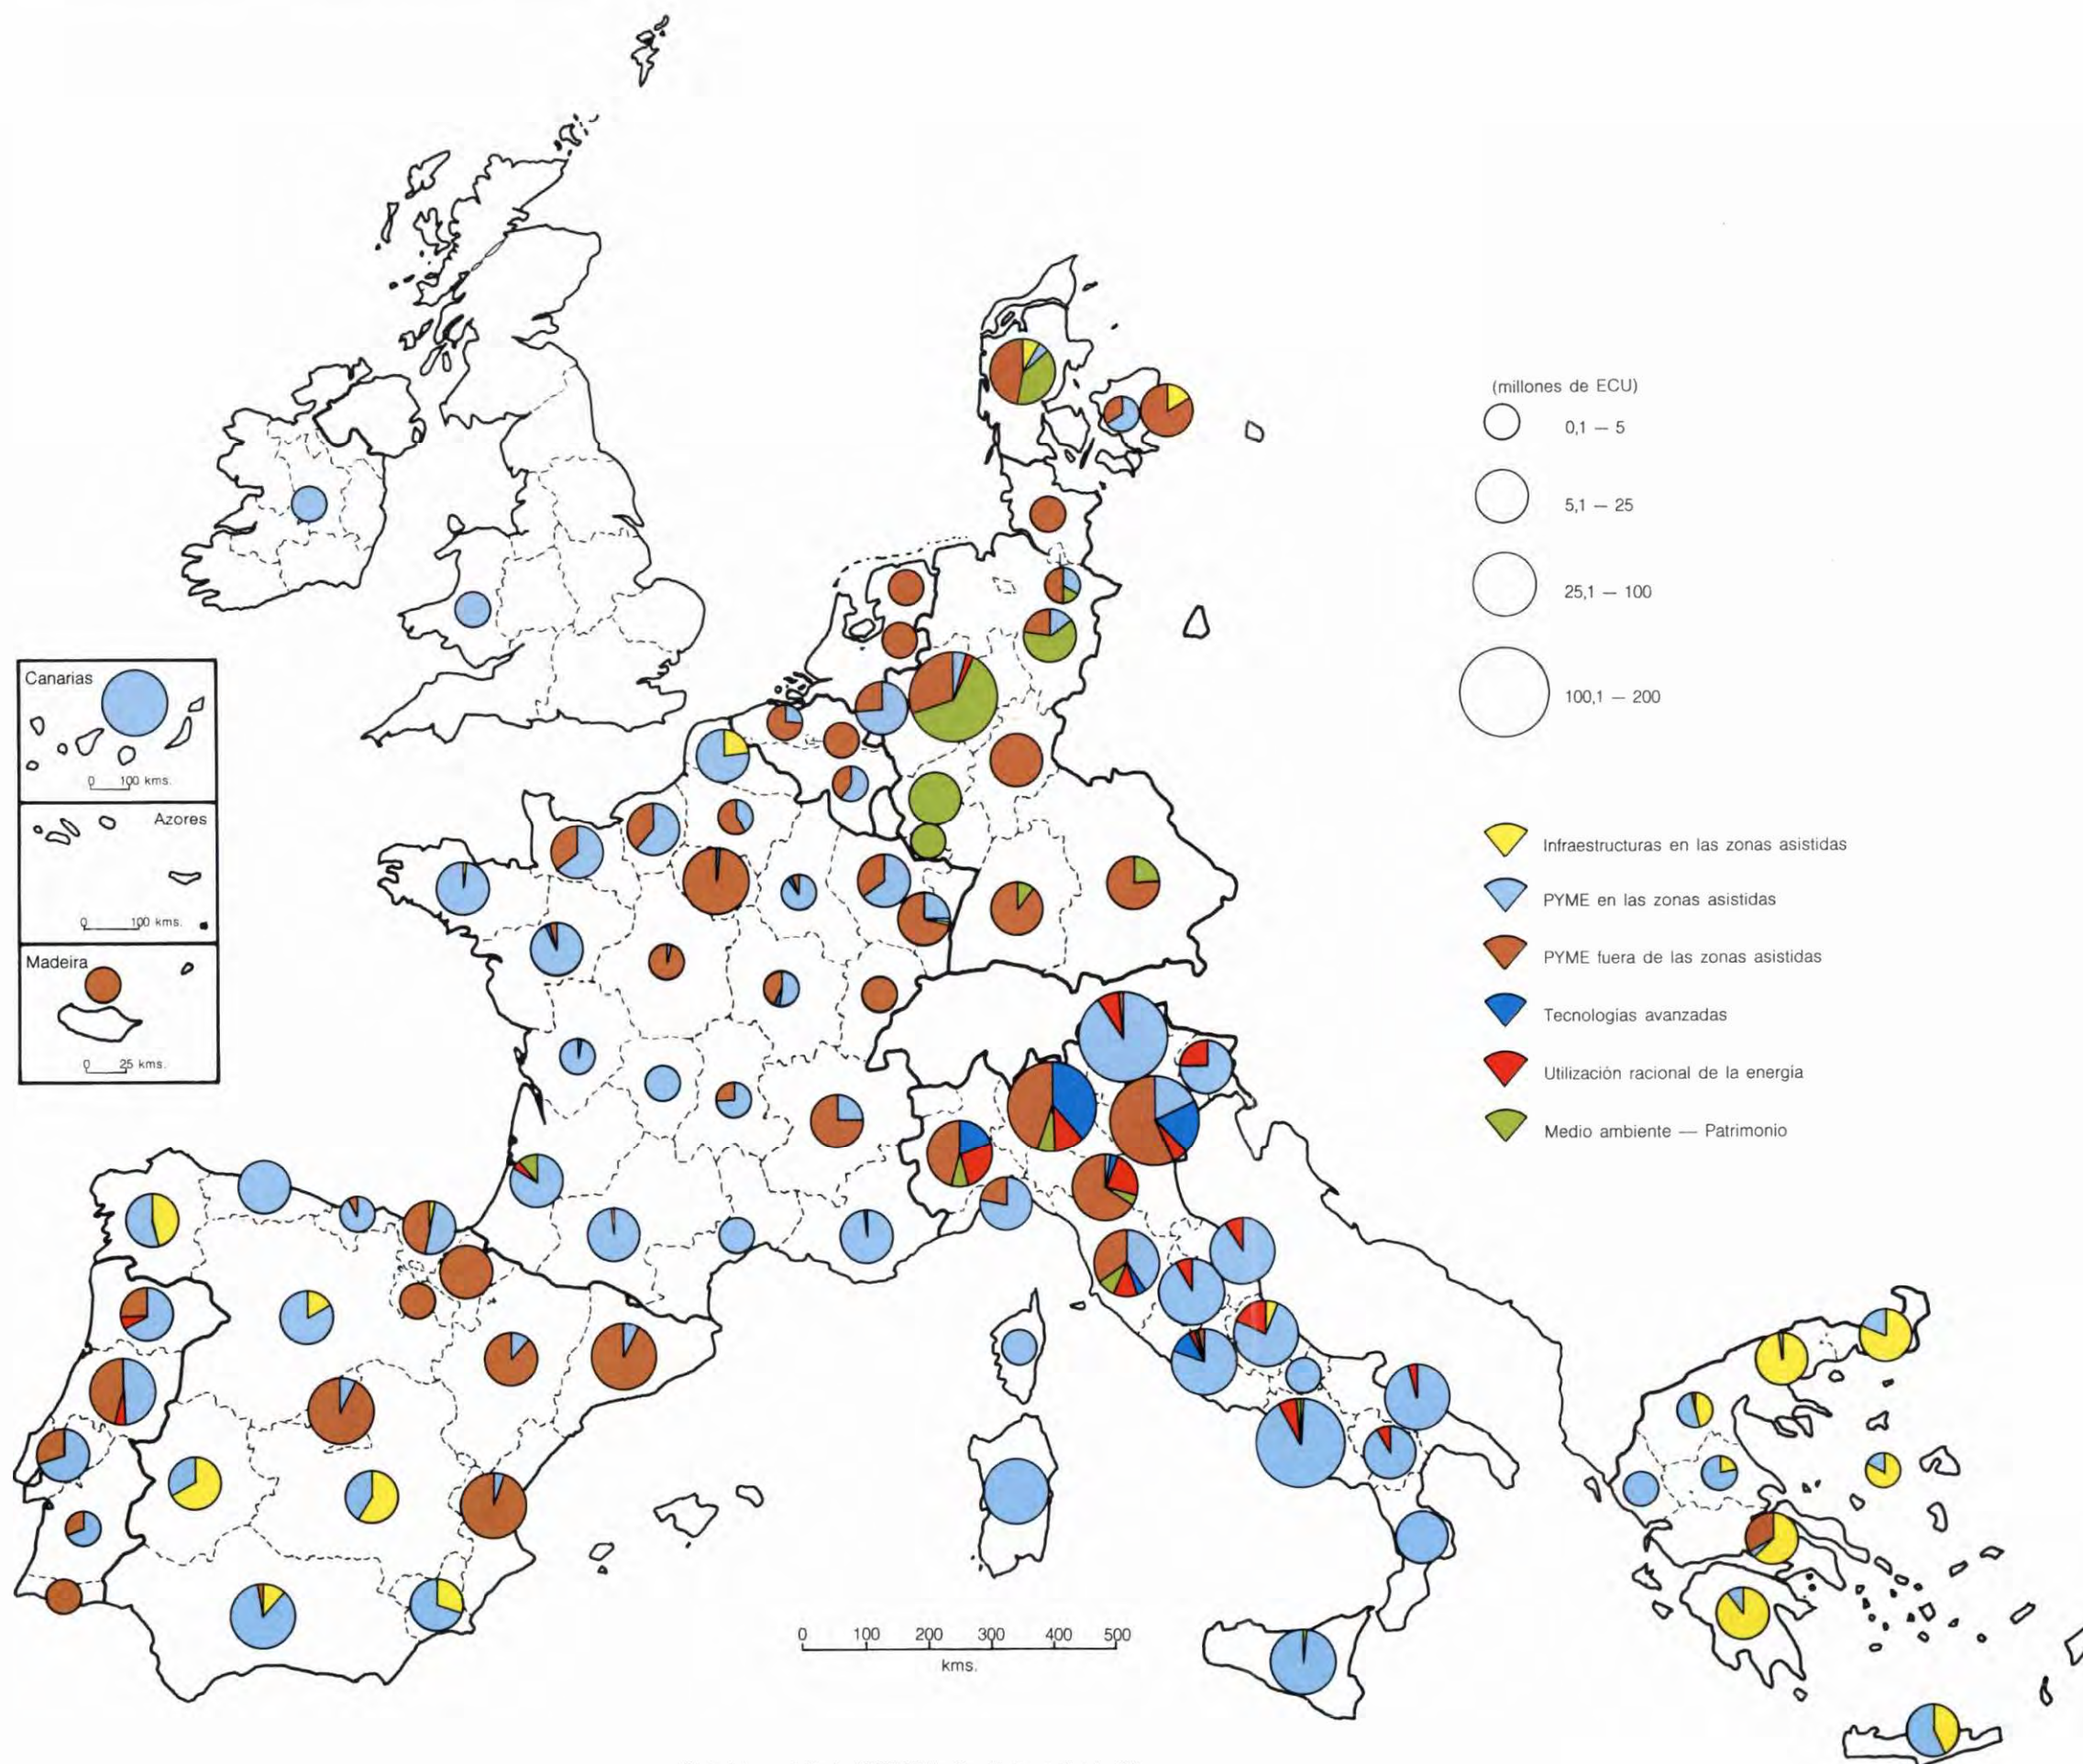 (millones de ECU)
0,1 — 5
5,1 — 25
25,1 — 100
100,1 — 200
Canarias
0 100 kms.
Azores
0 100 kms.
Madeira
0 25 kms.
Infraestructuras en las zonas asistidas
PYME en las zonas asistidas
PYME fuera de las zonas asistidas
Tecnologías avanzadas
Utilización racional de la energía
Medio ambiente — Patrimonio
0 100 200 300 400 500
kms.